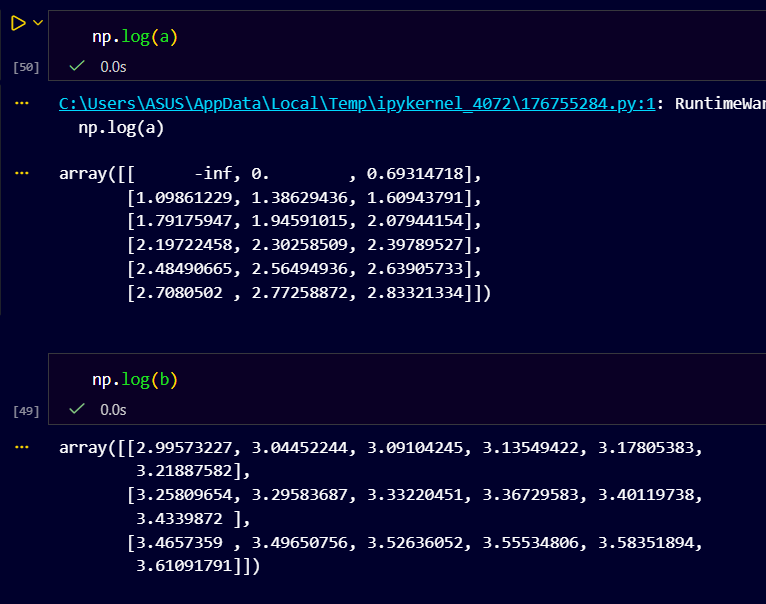 np.log(a)
[50] 0.0s
C:\Users\ASUS\AppData\Local\Temp\ipykernel_4072\176755284.py:1: RuntimeWar
np.log(a)
array([[      -inf, 0.        , 0.69314718],
[1.09861229, 1.38629436, 1.60943791],
[1.79175947, 1.94591015, 2.07944154],
[2.19722458, 2.30258509, 2.39789527],
[2.48490665, 2.56494936, 2.63905733],
[2.7080502 , 2.77258872, 2.83321334]])
np.log(b)
[49] 0.0s
array([[2.99573227, 3.04452244, 3.09104245, 3.13549422, 3.17805383,
3.21887582],
[3.25809654, 3.29583687, 3.33220451, 3.36729583, 3.40119738,
3.4339872 ],
[3.4657359 , 3.49650756, 3.52636052, 3.55534806, 3.58351894,
3.61091791]])